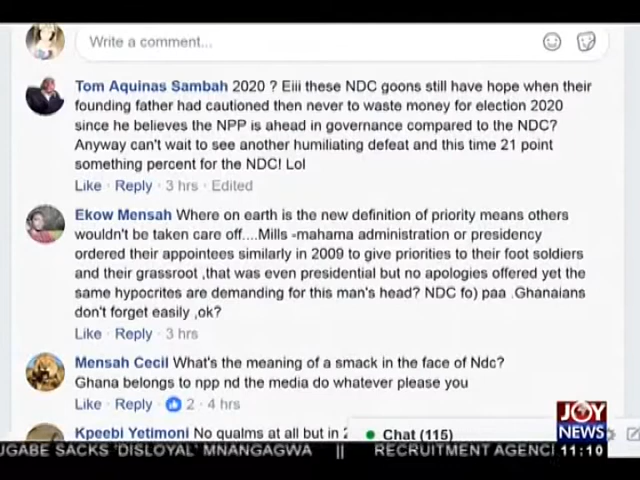 Write a comment...
Tom Aquinas Sambah 2020 ? Eiii these NDC goons still have hope when their
founding father had cautioned then never to waste money for election 2020
since he believes the NPP is ahead in governance compared to the NDC?
Anyway can't wait to see another humiliating defeat and this time 21 point
something percent for the NDC! Lol
Like · Reply · 3 hrs · Edited
Ekow Mensah Where on earth is the new definition of priority means others
wouldn't be taken care off....Mills -mahama administration or presidency
ordered their appointees similarly in 2009 to give priorities to their foot soldiers
and their grassroot ,that was even presidential but no apologies offered yet the
same hypocrites are demanding for this man's head? NDC fo) paa .Ghanaians
don't forget easily ,ok?
Like · Reply · 3 hrs
Mensah Cecil What's the meaning of a smack in the face of Ndc?
Ghana belongs to npp nd the media do whatever please you
Like · Reply · 2 · 4 hrs
Kpeebi Yetimoni No qualms at all but in 2
Chat (115)
JOY
NEWS
UGABE SACKS 'DISLOYAL' MNANGAGWA || RECRUITMENT AGENCI
11:10